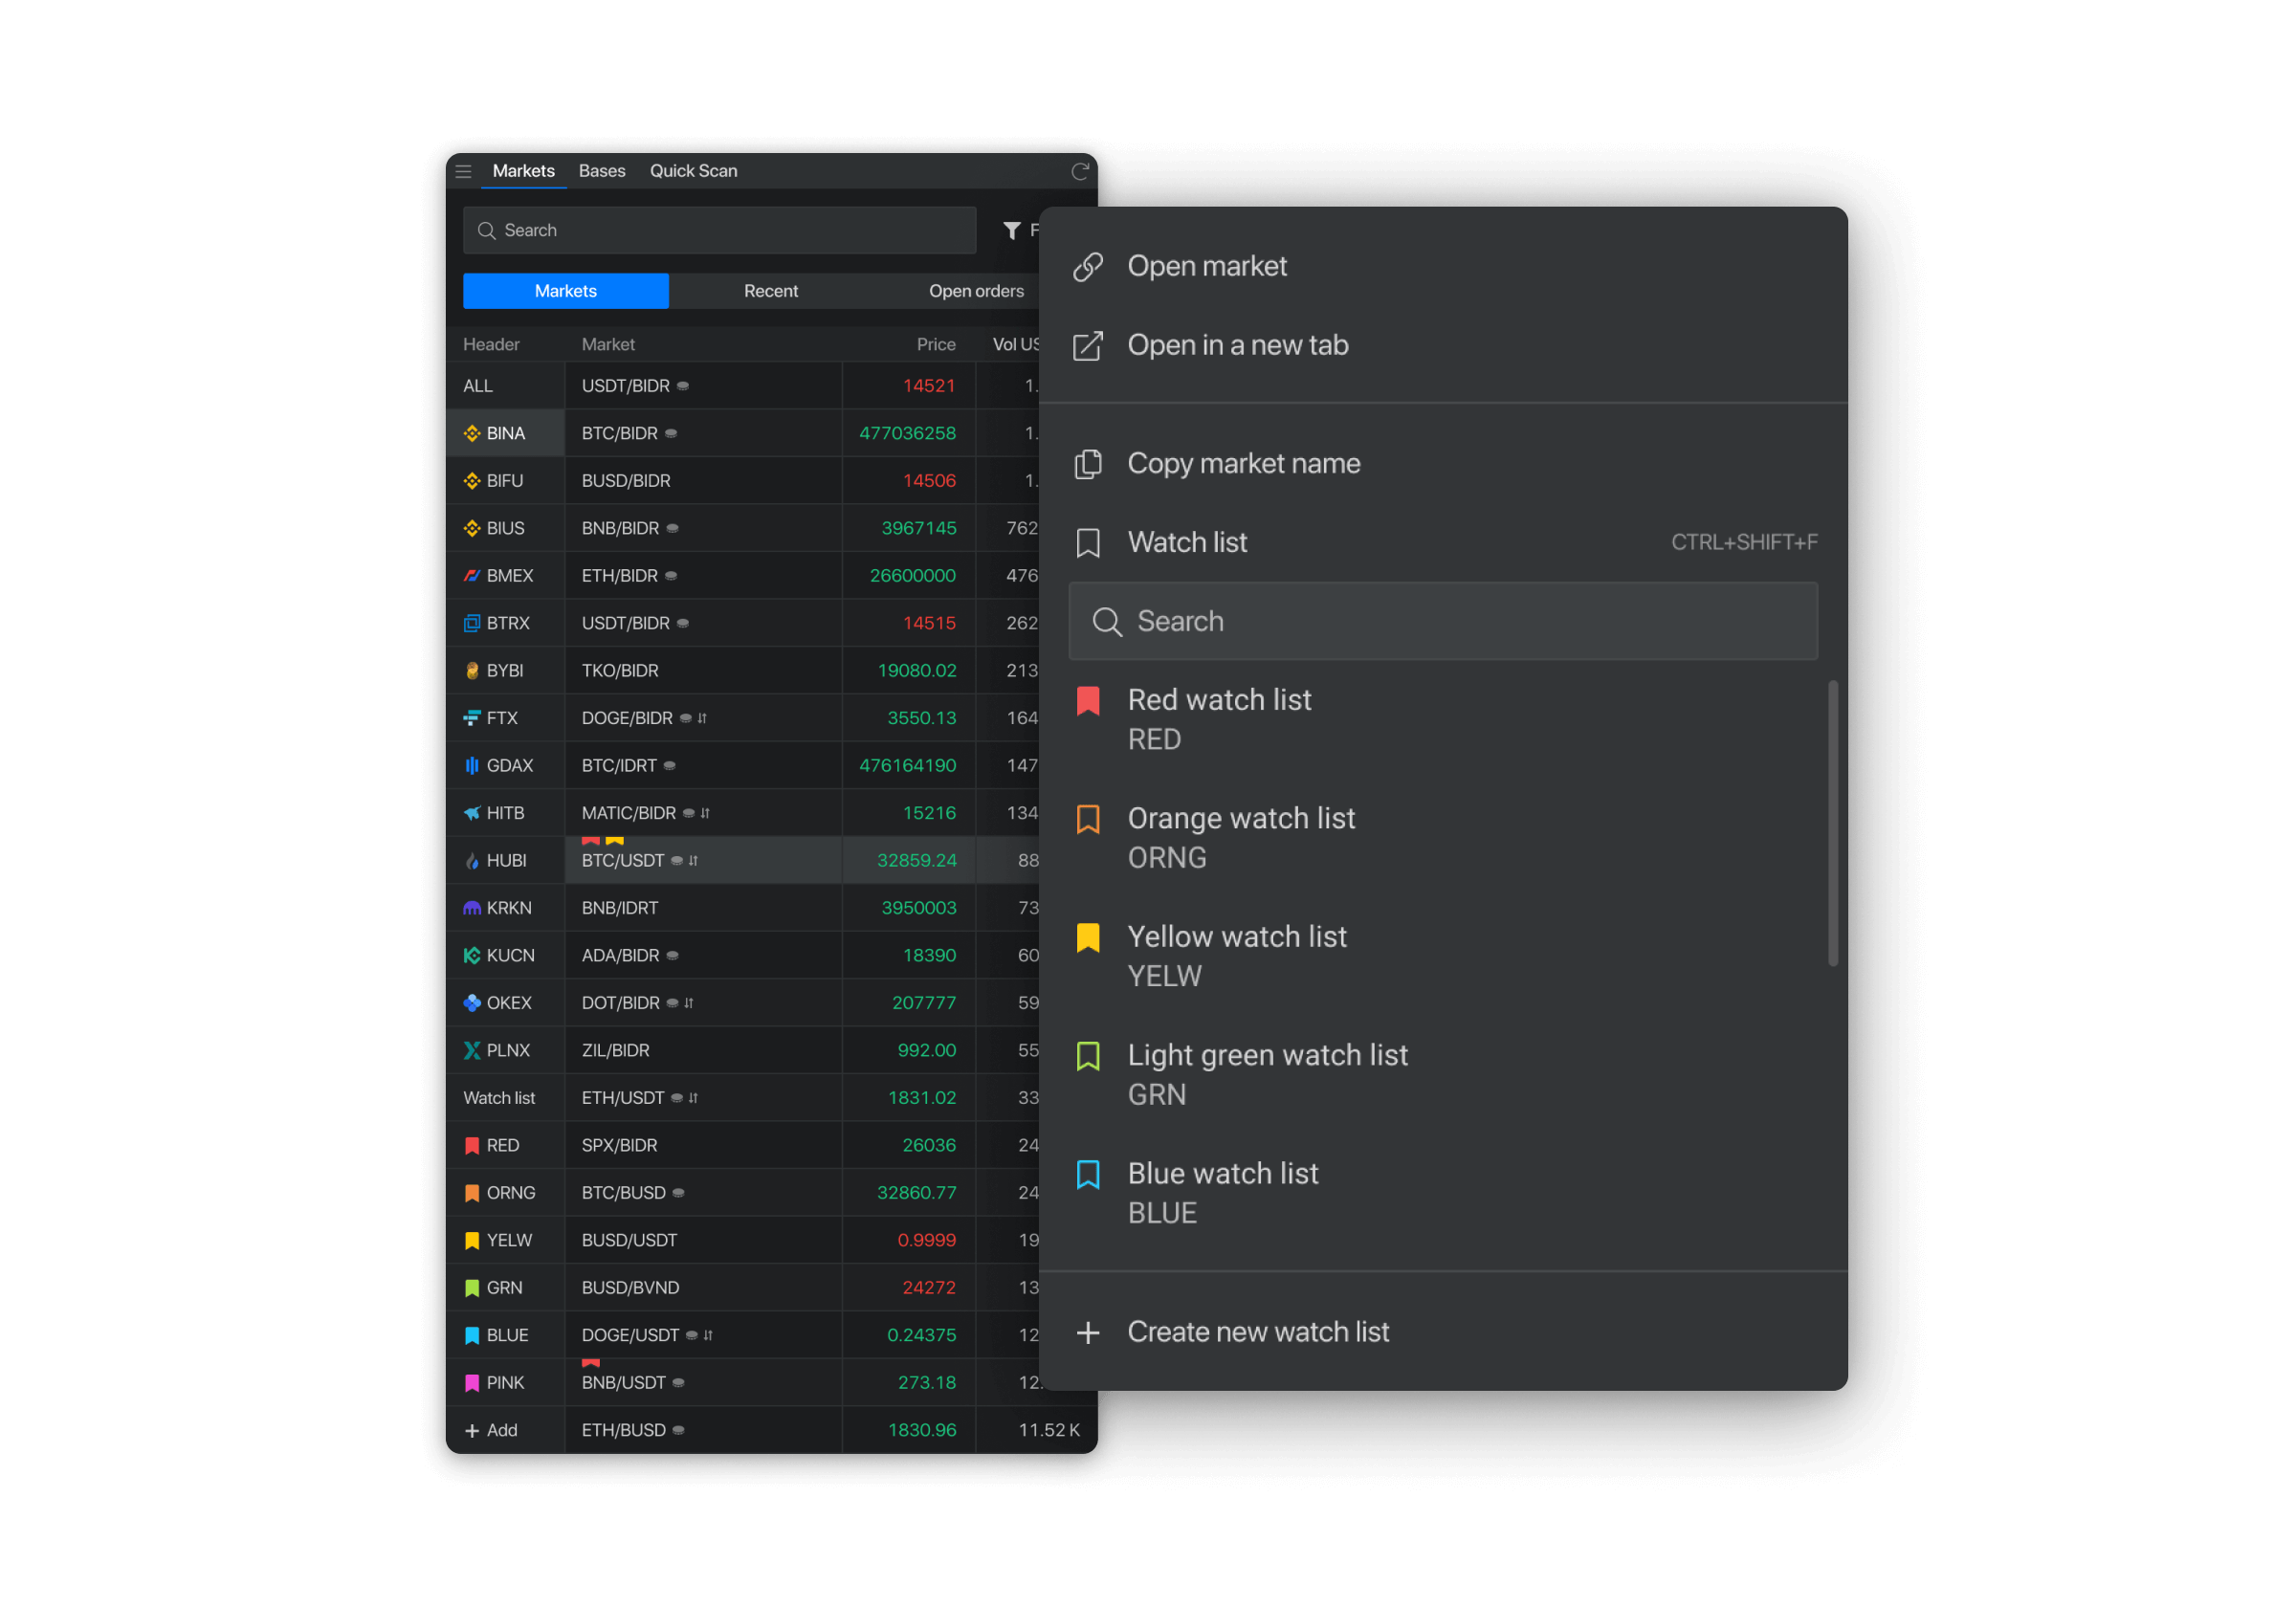 Markets Bases Quick Scan
Search F
Markets Recent Open orders
Header Market Price Vol US
ALL USDT/BIDR 14521 1.
BINA BTC/BIDR 477036258 1.
BIFU BUSD/BIDR 14506 1.
BIUS BNB/BIDR 3967145 762
BMEX ETH/BIDR 26600000 476
BTRX USDT/BIDR 14515 262
BYBI TKO/BIDR 19080.02 213
FTX DOGE/BIDR 3550.13 164
GDAX BTC/IDRT 476164190 147
HITB MATIC/BIDR 15216 134
HUBI BTC/USDT 32859.24 88
KRKN BNB/IDRT 3950003 73
KUCN ADA/BIDR 18390 60
OKEX DOT/BIDR 207777 59
PLNX ZIL/BIDR 992.00 55
Watch list ETH/USDT 1831.02 33
RED SPX/BIDR 26036 24
ORNG BTC/BUSD 32860.77 24
YELW BUSD/USDT 0.9999 19
GRN BUSD/BVND 24272 13
BLUE DOGE/USDT 0.24375 12
PINK BNB/USDT 273.18 12.
+ Add ETH/BUSD 1830.96 11.52 K
Open market
Open in a new tab
Copy market name
Watch list CTRL+SHIFT+F
Search
Red watch list
RED
Orange watch list
ORNG
Yellow watch list
YELW
Light green watch list
GRN
Blue watch list
BLUE
+ Create new watch list